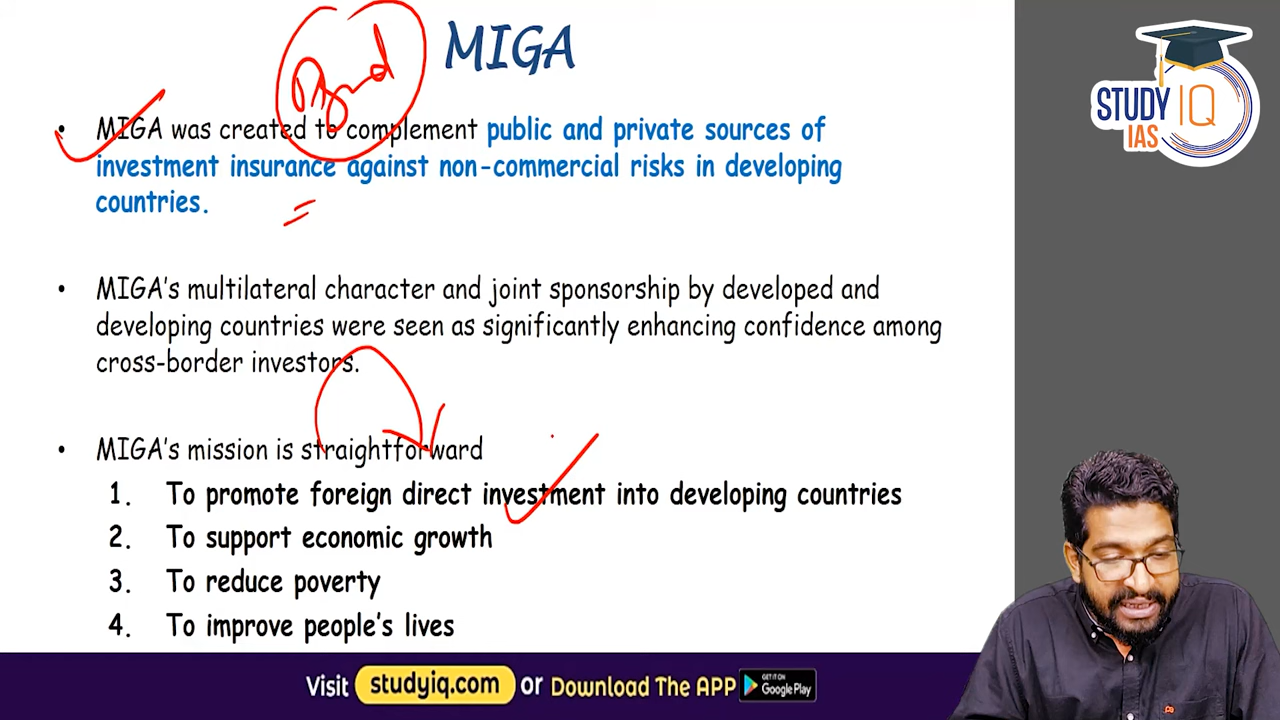 MIGA
STUDY IQ
IAS
• MIGA was created to complement public and private sources of
investment insurance against non-commercial risks in developing
countries.
• MIGA's multilateral character and joint sponsorship by developed and
developing countries were seen as significantly enhancing confidence among
cross-border investors.
• MIGA's mission is straightforward
1. To promote foreign direct investment into developing countries
2. To support economic growth
3. To reduce poverty
4. To improve people's lives
Visit studyiq.com or Download The APP GET IT ON Google Play